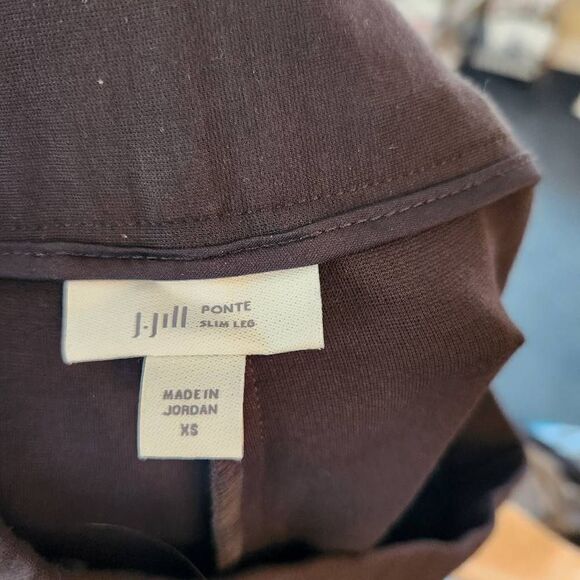 J.Jill PONTE
SLIM LEG
MADE IN
JORDAN
XS